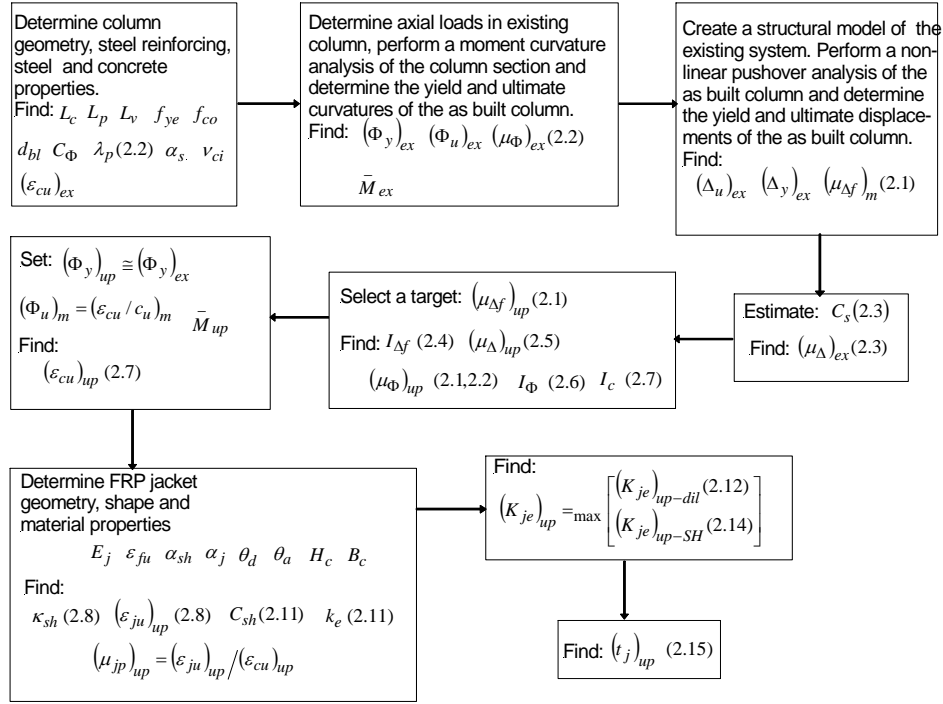 Determine column
geometry, steel reinforcing,
steel and concrete
properties.
Find: L_c L_p L_v f_ye f_co
d_bl C_Φ λ_p (2.2) α_s. ν_ci
(ε_cu)_ex
Determine axial loads in existing
column, perform a moment curvature
analysis of the column section and
determine the yield and ultimate
curvatures of the as built column.
Find: (Φ_y)_ex (Φ_u)_ex (μ_Φ)_ex (2.2)
M̄_ex
Create a structural model of the
existing system. Perform a non-
linear pushover analysis of the
as built column and determine
the yield and ultimate displace-
ments of the as built column.
Find:
(Δ_u)_ex (Δ_y)_ex (μ_Δf)_m (2.1)
Estimate: C_s (2.3)
Find: (μ_Δ)_ex (2.3)
Select a target: (μ_Δf)_up (2.1)
Find: I_Δf (2.4) (μ_Δ)_up (2.5)
(μ_Φ)_up (2.1,2.2) I_Φ (2.6) I_c (2.7)
Set: (Φ_y)_up ≅ (Φ_y)_ex
(Φ_u)_m = (ε_cu / c_u)_m M̄_up
Find:
(ε_cu)_up (2.7)
Determine FRP jacket
geometry, shape and
material properties
E_j ε_fu α_sh α_j θ_d θ_a H_c B_c
Find:
κ_sh (2.8) (ε_ju)_up (2.8) C_sh (2.11) k_e (2.11)
(μ_jp)_up = (ε_ju)_up / (ε_cu)_up
Find:
(K_je)_up = max [(K_je)_up-dil (2.12)
(K_je)_up-SH (2.14)]
Find: (t_j)_up (2.15)